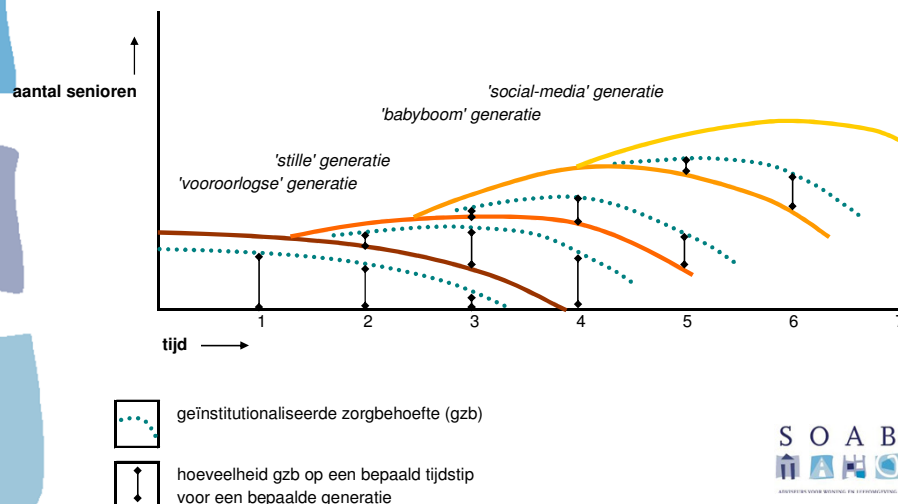 aantal senioren
'social-media' generatie
'babyboom' generatie
'stille' generatie
'vooroorlogse' generatie
1 2 3 4 5 6 7
tijd
geïnstitutionaliseerde zorgbehoefte (gzb)
hoeveelheid gzb op een bepaald tijdstip
voor een bepaalde generatie
S O A B